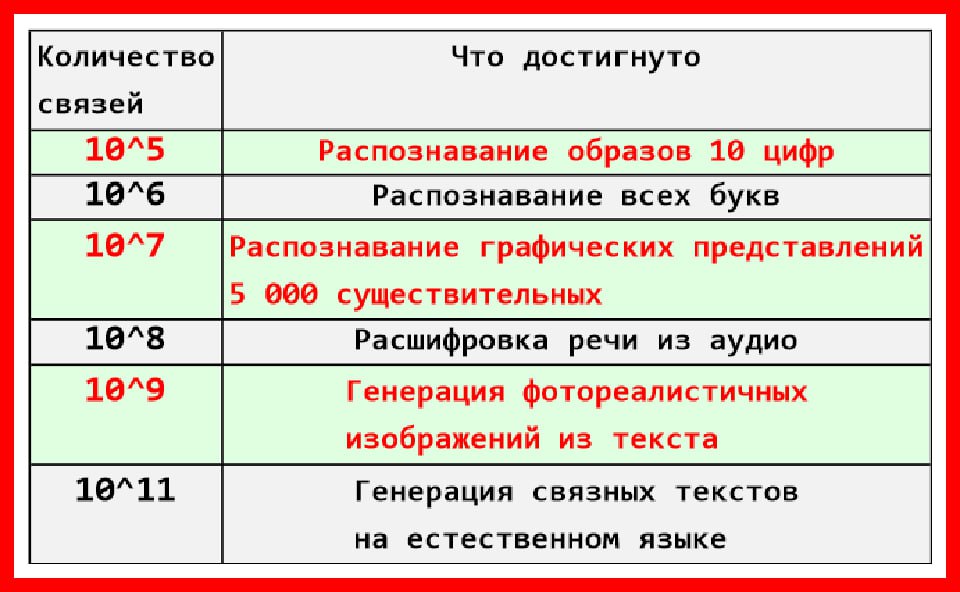 Количество
связей
Что достигнуто
10^5
Распознавание образов 10 цифр
10^6
Распознавание всех букв
10^7
Распознавание графических представлений
5 000 существительных
10^8
Расшифровка речи из аудио
10^9
Генерация фотореалистичных
изображений из текста
10^11
Генерация связных текстов
на естественном языке